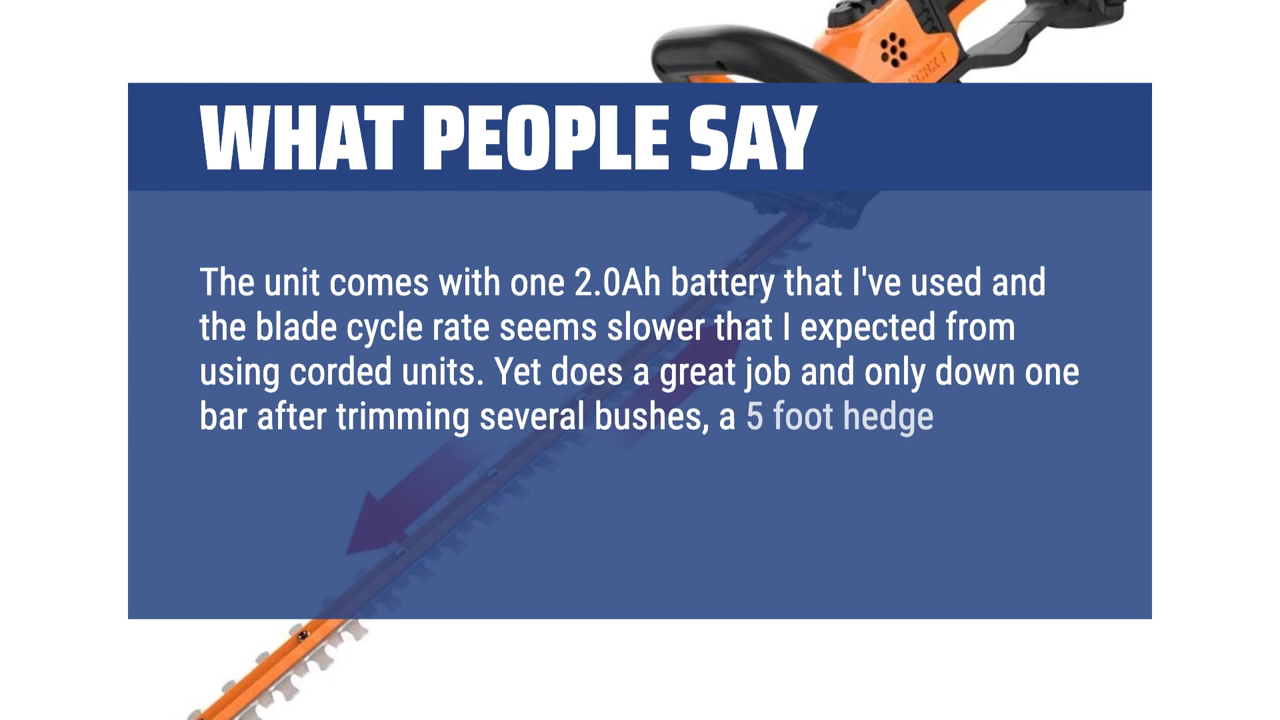 WHAT PEOPLE SAY
The unit comes with one 2.0Ah battery that I've used and
the blade cycle rate seems slower that I expected from
using corded units. Yet does a great job and only down one
bar after trimming several bushes, a 5 foot hedge